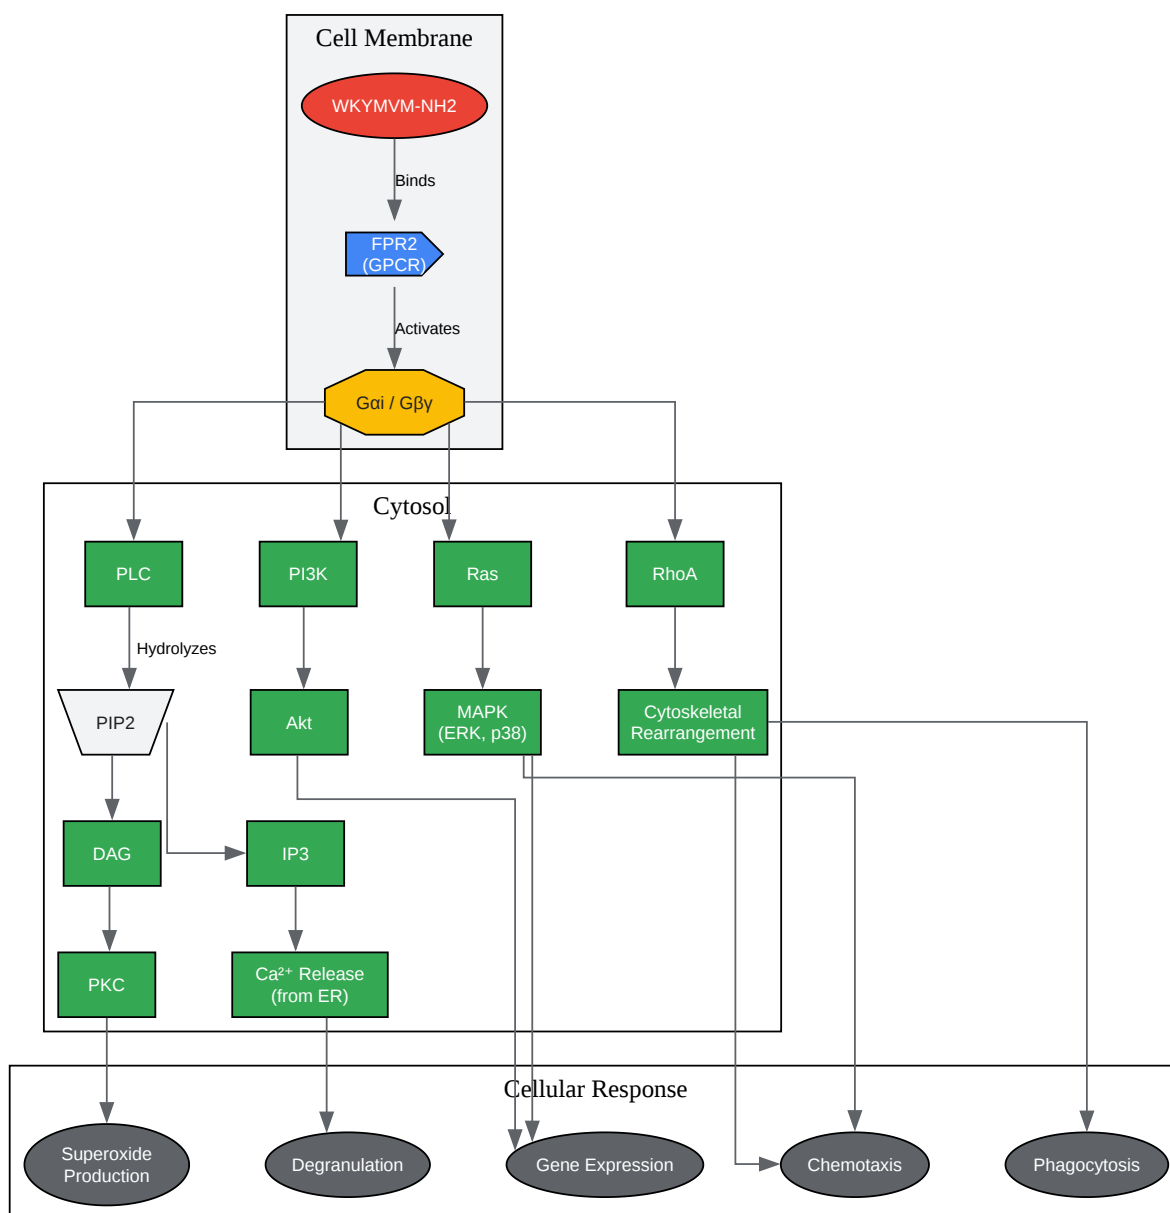 Cell Membrane
WKYMVM-NH2
Binds
FPR2
(GPCR)
Activates
Gαi / Gβγ
Cytosol
PLC
PI3K
Ras
RhoA
Hydrolyzes
PIP2
Akt
MAPK
(ERK, p38)
Cytoskeletal
Rearrangement
DAG
IP3
PKC
Ca²⁺ Release
(from ER)
Cellular Response
Superoxide
Production
Degranulation
Gene Expression
Chemotaxis
Phagocytosis